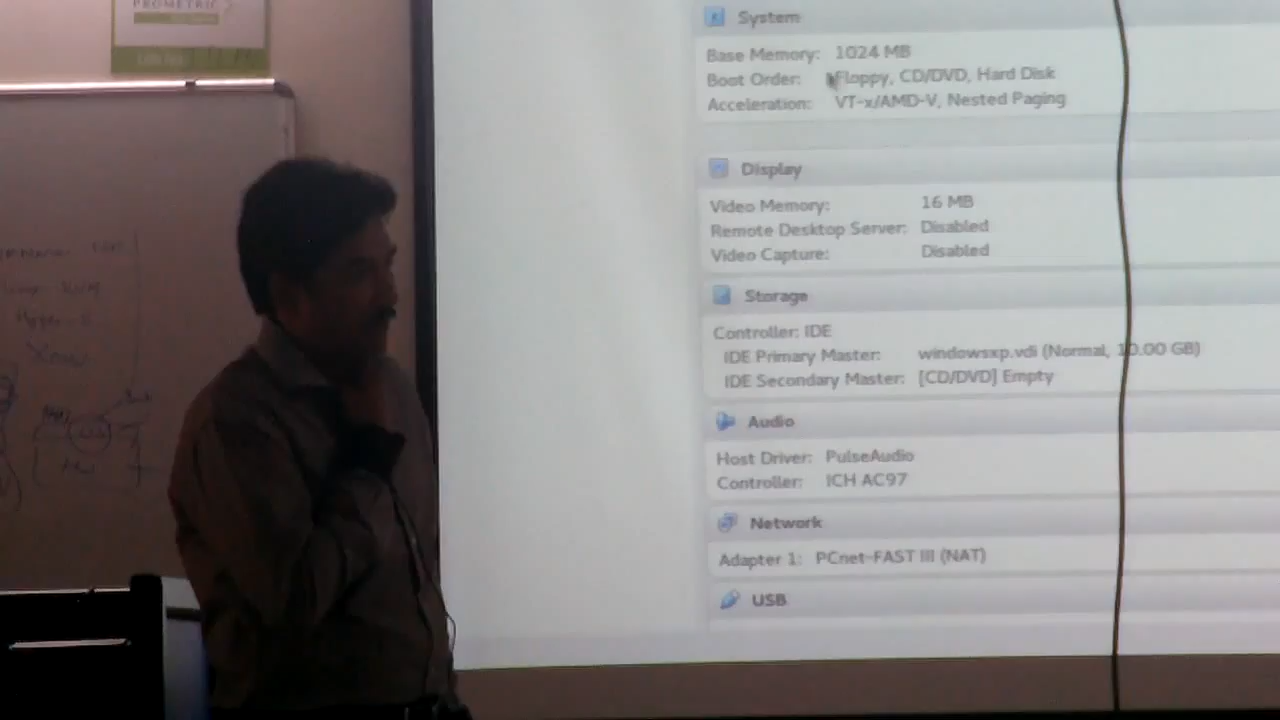 PROMETRIC
System
Base Memory: 1024 MB
Boot Order: Floppy, CD/DVD, Hard Disk
Acceleration: VT-x/AMD-V, Nested Paging
Display
Video Memory: 16 MB
Remote Desktop Server: Disabled
Video Capture: Disabled
Storage
Controller: IDE
IDE Primary Master: windowsxp.vdi (Normal, 10.00 GB)
IDE Secondary Master: [CD/DVD] Empty
Audio
Host Driver: PulseAudio
Controller: ICH AC97
Network
Adapter 1: PCnet-FAST III (NAT)
USB